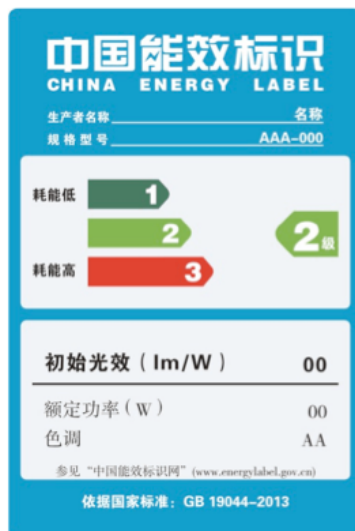 中国能效标识
CHINA ENERGY LABEL
生产者名称 名称
规格型号 AAA-000
耗能低 1
2 2级
耗能高 3
初始光效（lm/W） 00
额定功率（W） 00
色调 AA
参见“中国能效标识网”(www.energylabel.gov.cn)
依据国家标准：GB 19044-2013